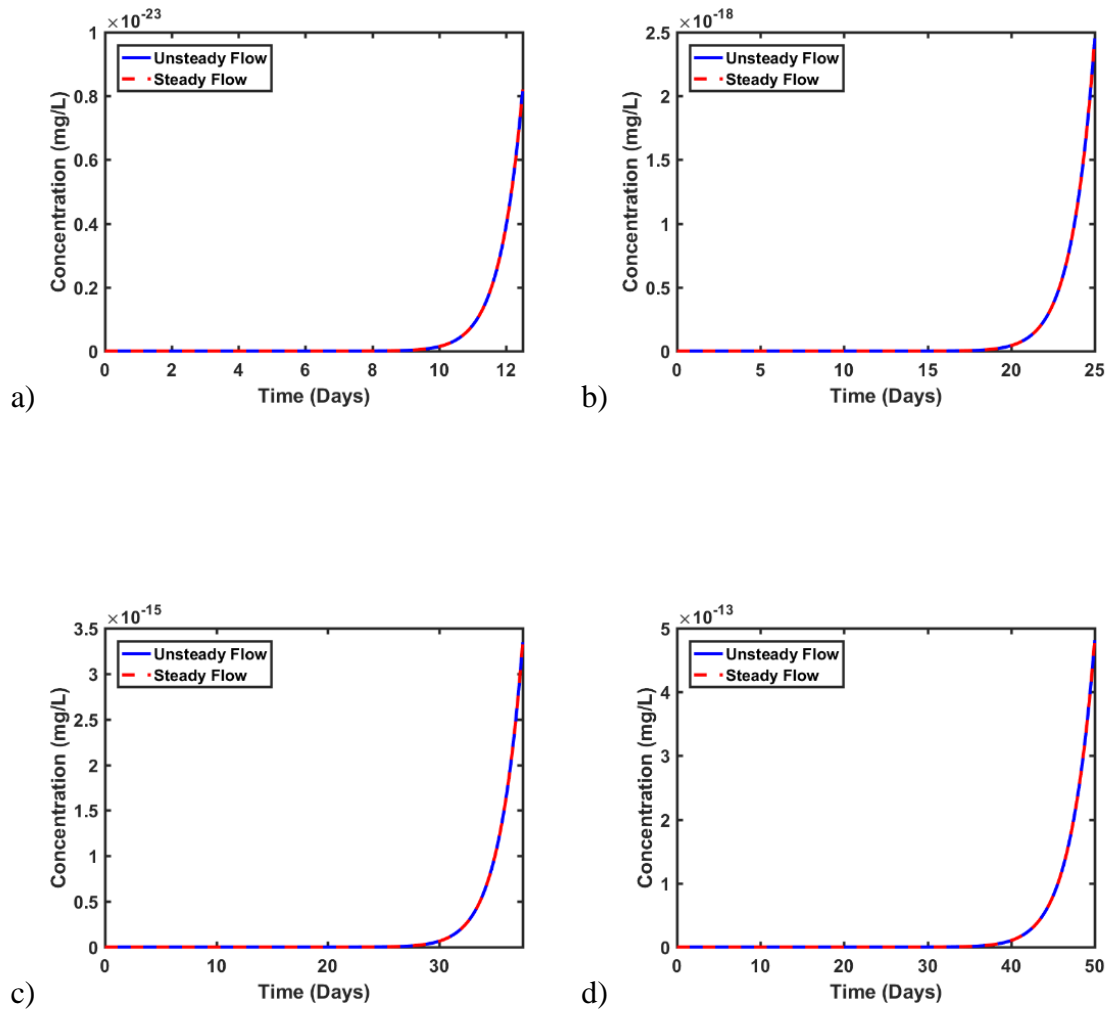 ×10-23
1
Unsteady Flow
Steady Flow
0.8
0.6
0.4
0.2
0
Concentration (mg/L)
0 2 4 6 8 10 12
Time (Days)
a)
×10-18
2.5
Unsteady Flow
Steady Flow
2.5
1.5
1.5
0.5
0
Concentration (mg/L)
0 5 10 15 20 25
Time (Days)
b)
×10-15
3.5
Unsteady Flow
Steady Flow
2.5
2.5
1.5
1.5
0.5
0
Concentration (mg/L)
0 10 20 30
Time (Days)
c)
×10-13
5
Unsteady Flow
Steady Flow
4
3
2
1
0
Concentration (mg/L)
0 10 20 30 40 50
Time (Days)
d)